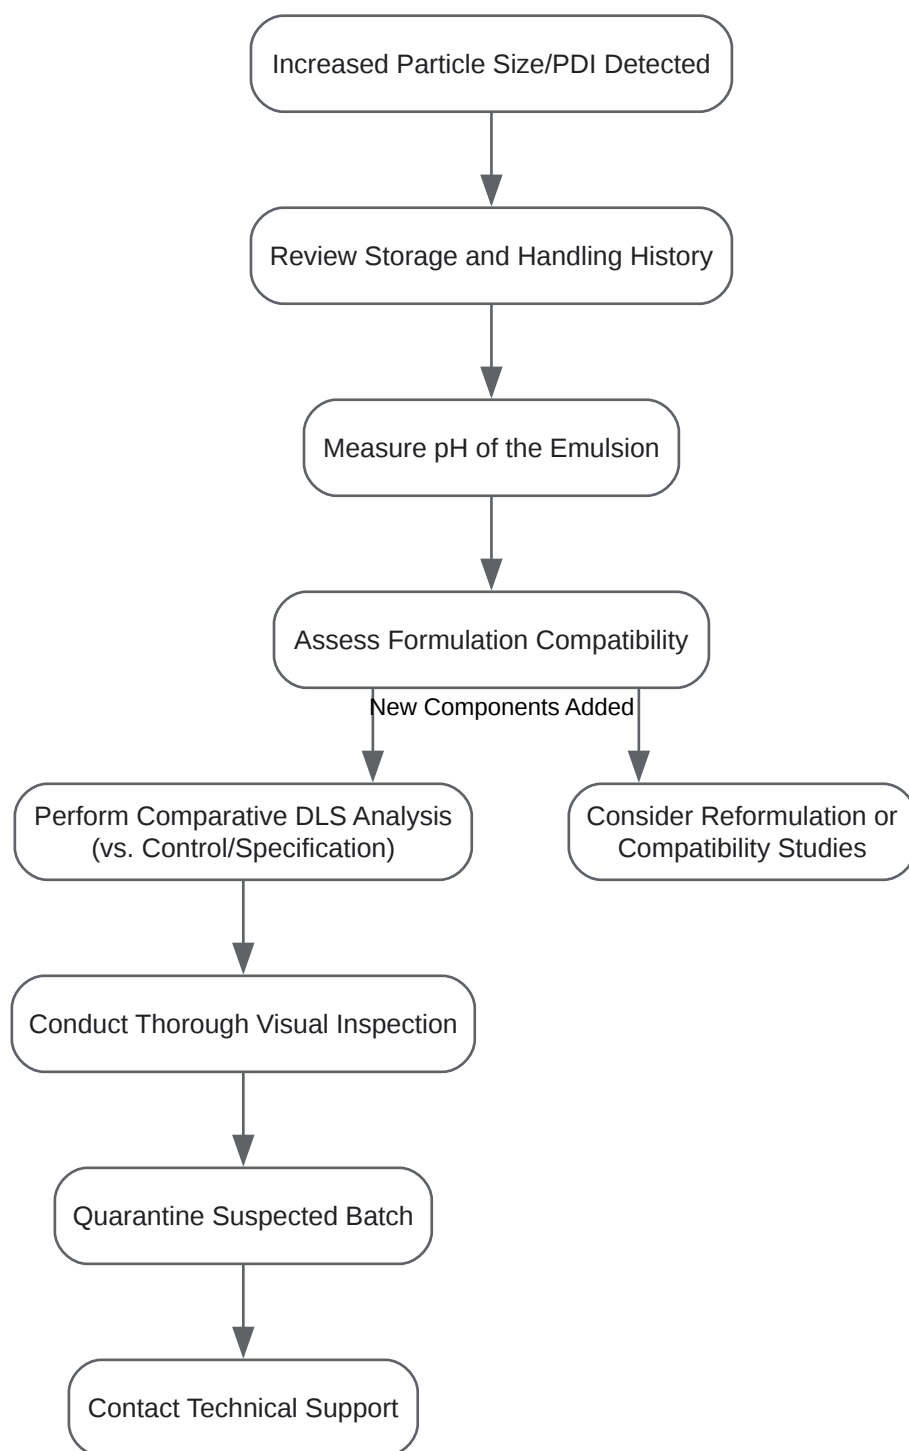 Increased Particle Size/PDI Detected
Review Storage and Handling History
Measure pH of the Emulsion
Assess Formulation Compatibility
New Components Added
Perform Comparative DLS Analysis
(vs. Control/Specification)
Consider Reformulation or
Compatibility Studies
Conduct Thorough Visual Inspection
Quarantine Suspected Batch
Contact Technical Support